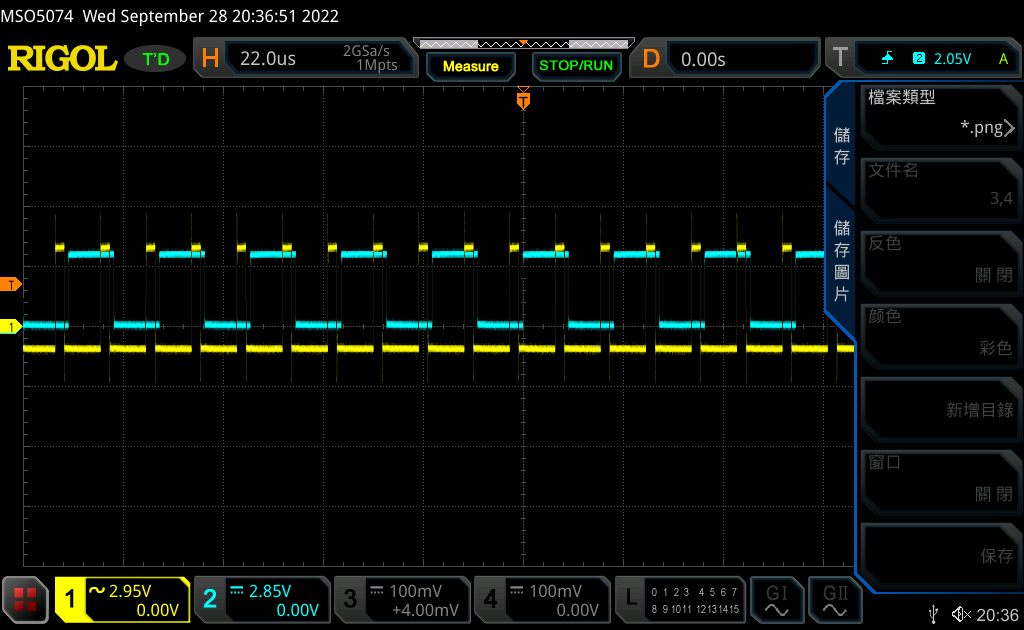 MSO5074 Wed September 28 20:36:51 2022
RIGOL
T'D
H
22.0us
2GSa/s
1Mpts
Measure
STOP/RUN
D
0.00s
T
2
2.05V
A
T
T
1
儲存
儲存圖片
檔案類型
*.png
文件名
3,4
反色
關閉
颜色
彩色
新增目錄
窗口
關閉
保存
1
2.95V
0.00V
2
2.85V
0.00V
3
100mV
+4.00mV
4
100mV
0.00V
L
0 1 2 3 4 5 6 7
8 9 10 11 12 13 14 15
GI
GII
20:36